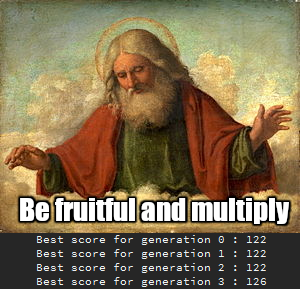 Be fruitful and multiply
Best score for generation 0 : 122
Best score for generation 1 : 122
Best score for generation 2 : 122
Best score for generation 3 : 126